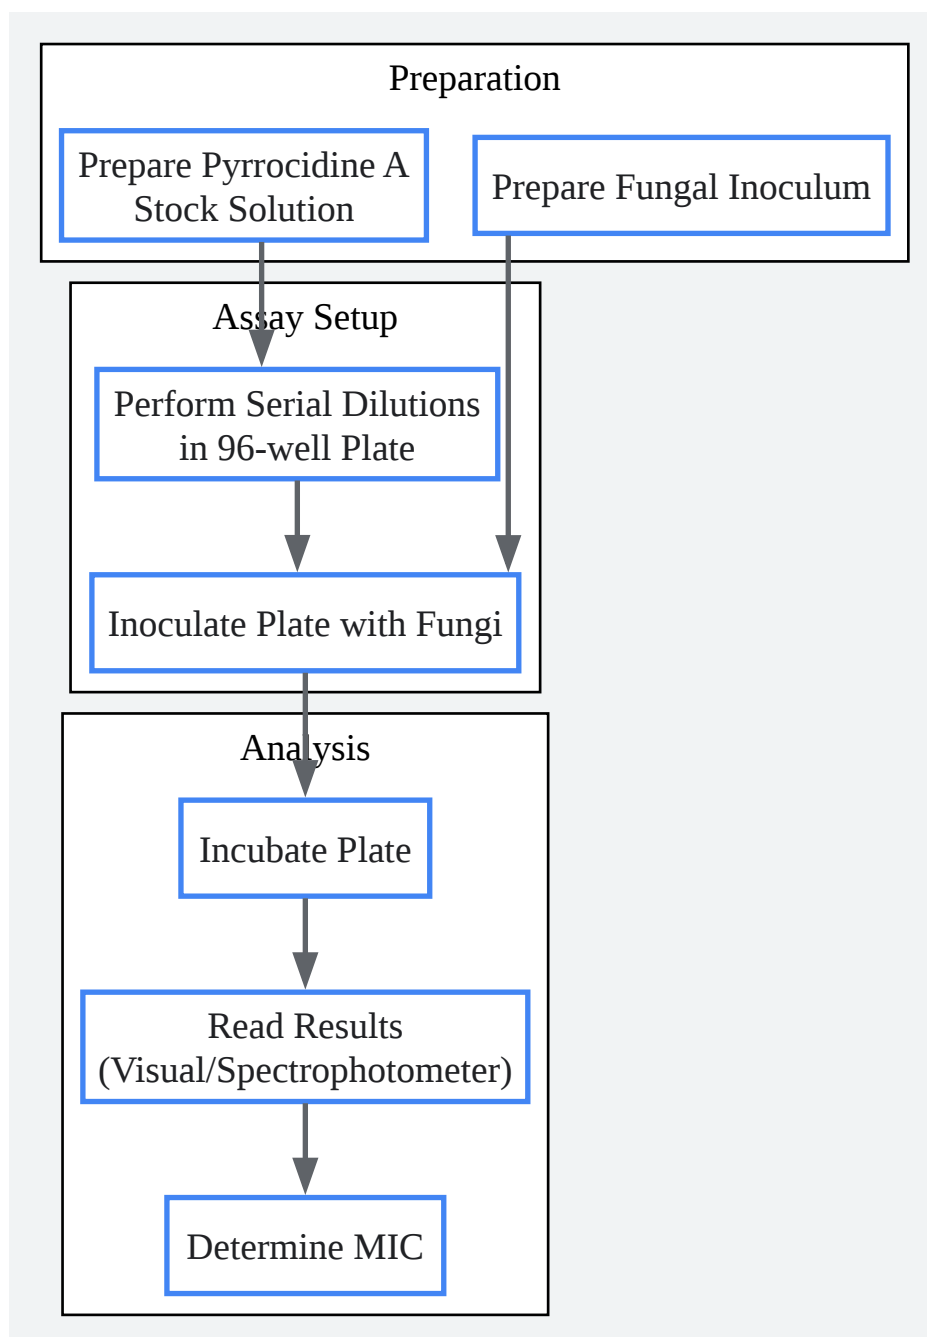 Preparation
Prepare Pyrrocidine A
Stock Solution
Prepare Fungal Inoculum
Assay Setup
Perform Serial Dilutions
in 96-well Plate
Inoculate Plate with Fungi
Analysis
Incubate Plate
Read Results
(Visual/Spectrophotometer)
Determine MIC